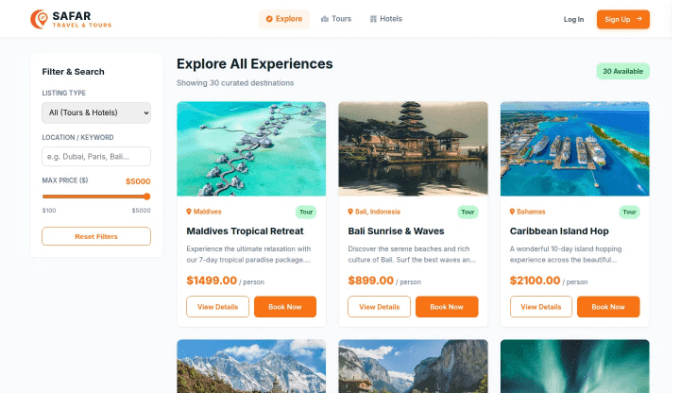 SAFAR
TRAVEL & TOURS
Explore
Tours
Hotels
Log In
Sign Up →
Filter & Search
LISTING TYPE
All (Tours & Hotels)
LOCATION / KEYWORD
e.g. Dubai, Paris, Bali...
MAX PRICE ($)
$5000
$100
$5000
Reset Filters
Explore All Experiences
Showing 30 curated destinations
30 Available
Maldives
Tour
Maldives Tropical Retreat
Experience the ultimate relaxation with
our 7-day tropical paradise package....
$1499.00 / person
View Details
Book Now
Bali, Indonesia
Tour
Bali Sunrise & Waves
Discover the serene beaches and rich
culture of Bali. Surf the best waves an...
$899.00 / person
View Details
Book Now
Bahamas
Tour
Caribbean Island Hop
A wonderful 10-day island hopping
experience across the beautiful...
$2100.00 / person
View Details
Book Now